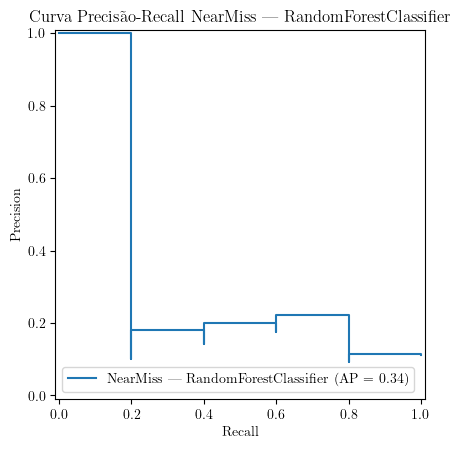 Curva Precisão-Recall NearMiss — RandomForestClassifier
1.0
0.8
0.6
0.4
0.2
0.0
Precision
NearMiss — RandomForestClassifier (AP = 0.34)
0.0 0.2 0.4 0.6 0.8 1.0
Recall